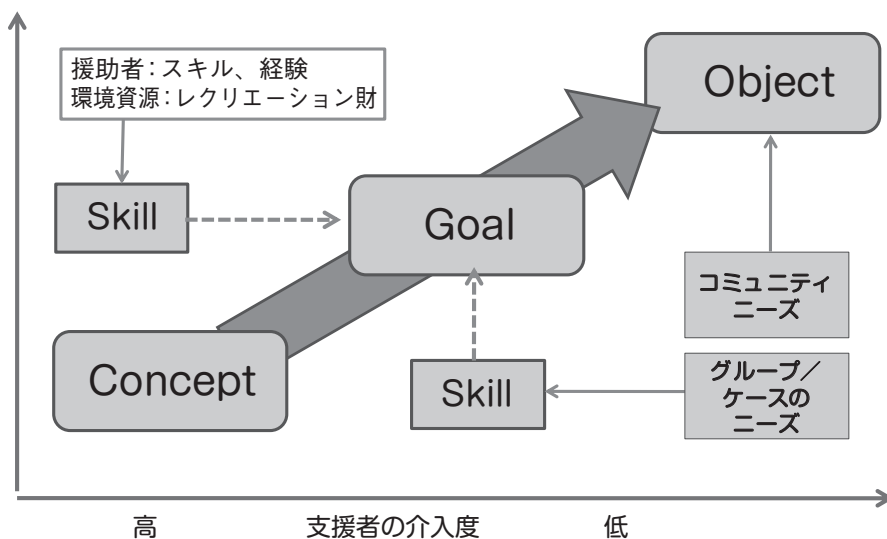 援助者：スキル、経験
環境資源：レクリエーション財
Object
Skill
Goal
コミュニティ
ニーズ
Concept
Skill
グループ／
ケースの
ニーズ
高
支援者の介入度
低